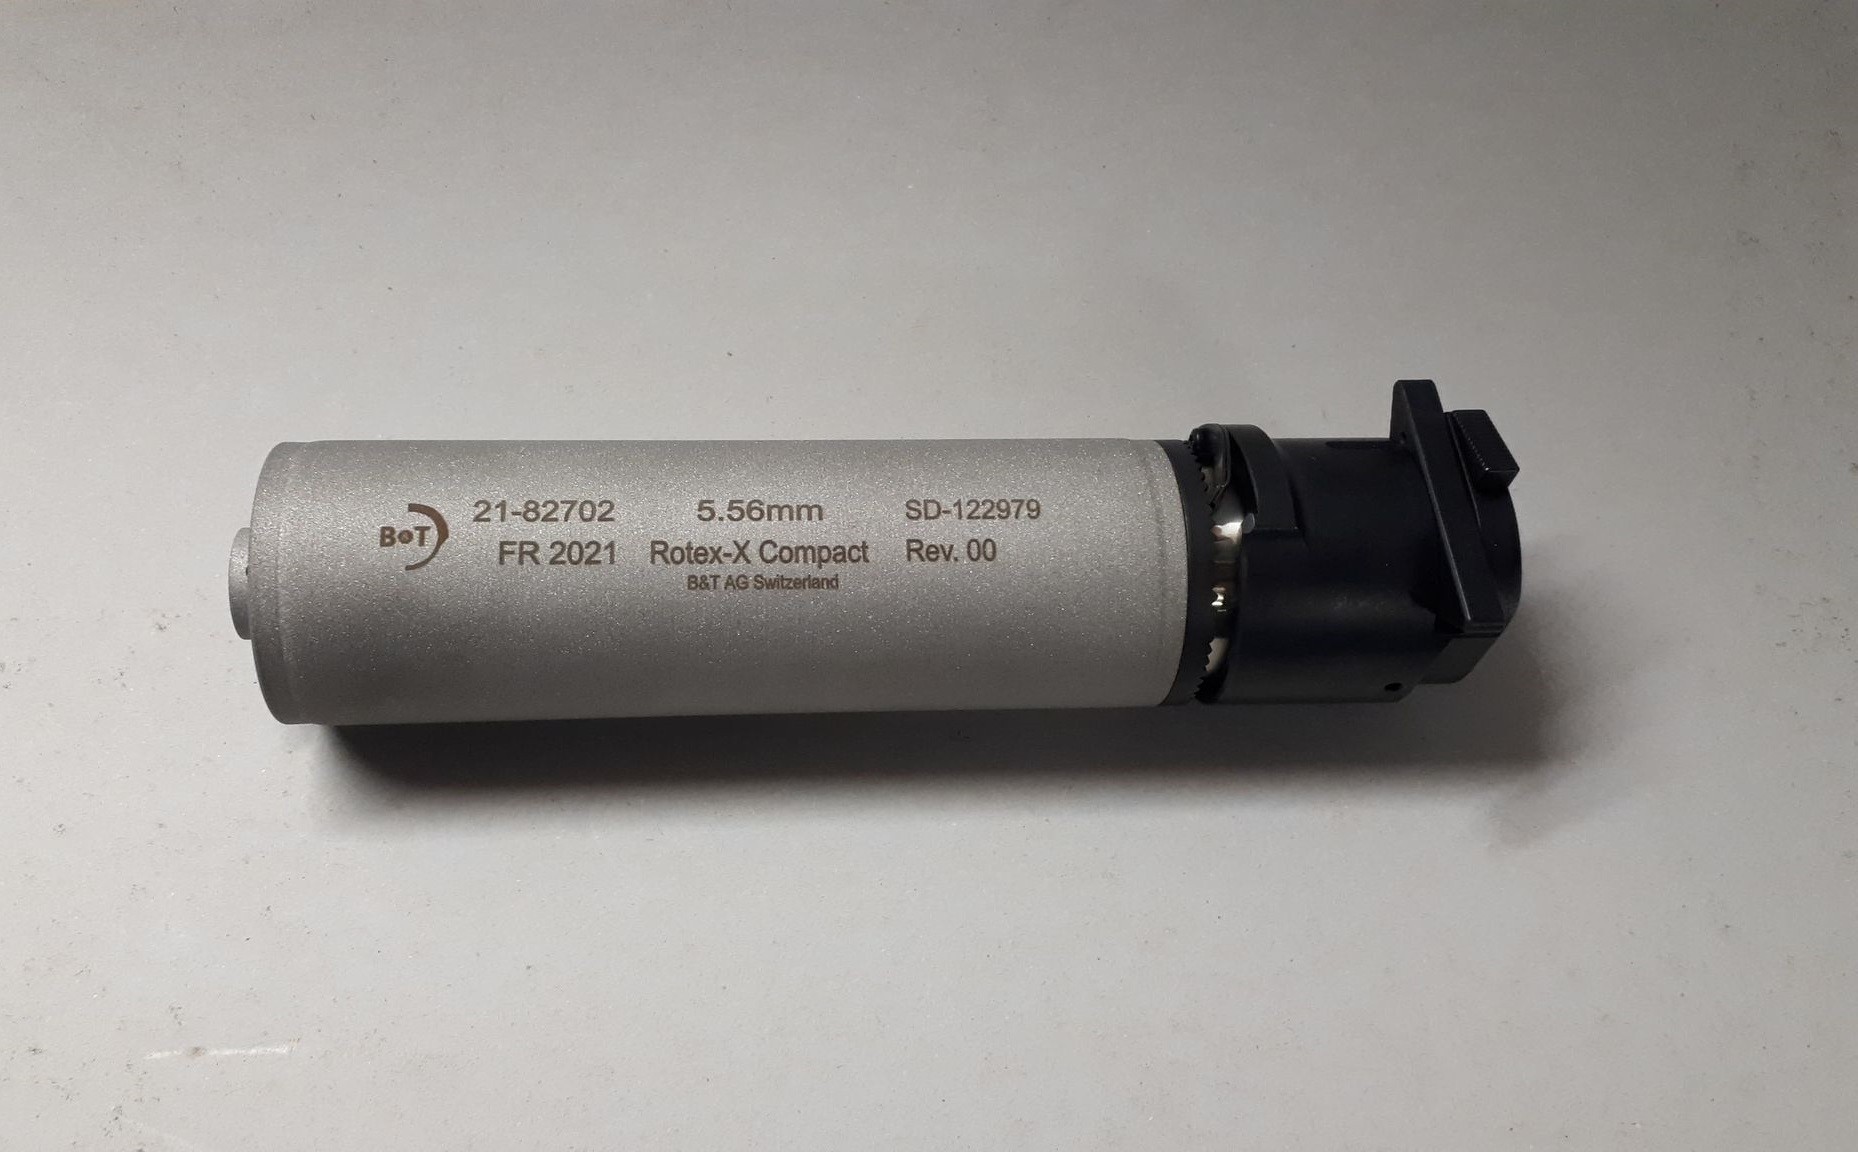 B&T 21-82702 5.56mm SD-122979
FR 2021 Rotex-X Compact Rev. 00
B&T AG Switzerland